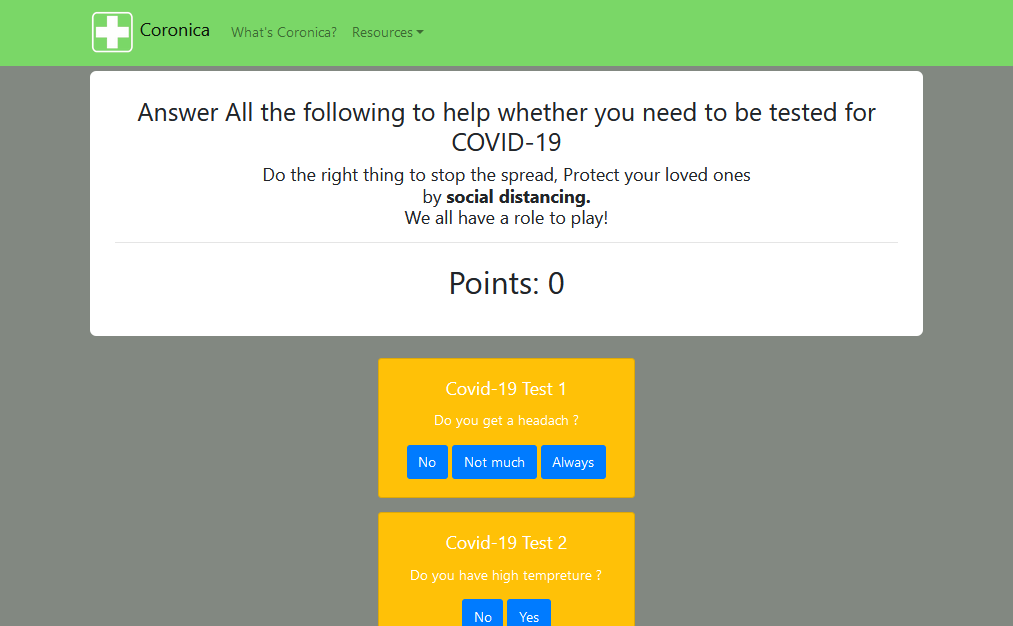 Coronica What's Coronica? Resources
Answer All the following to help whether you need to be tested for
COVID-19
Do the right thing to stop the spread, Protect your loved ones
by social distancing.
We all have a role to play!
Points: 0
Covid-19 Test 1
Do you get a headach ?
No Not much Always
Covid-19 Test 2
Do you have high tempreture ?
No Yes